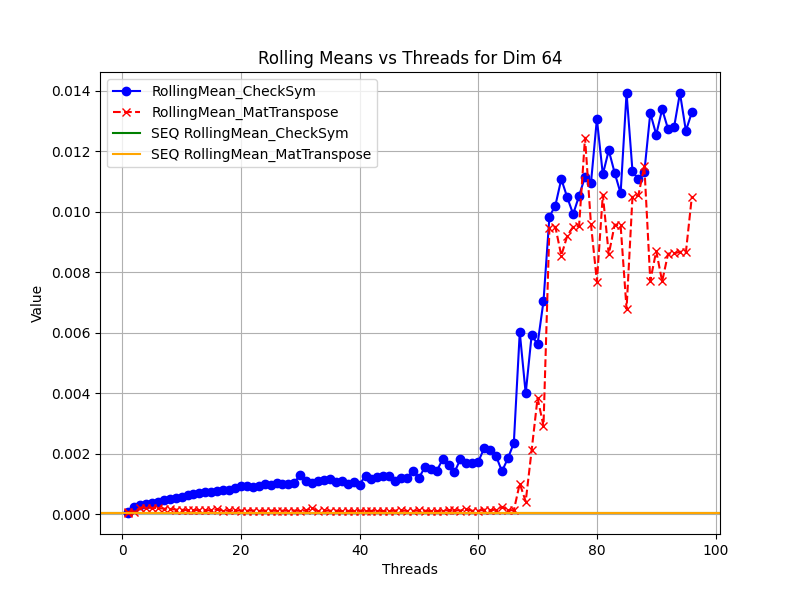 Rolling Means vs Threads for Dim 64
RollingMean_CheckSym
RollingMean_MatTranspose
SEQ RollingMean_CheckSym
SEQ RollingMean_MatTranspose
0.014
0.012
0.010
0.008
0.006
0.004
0.002
0.000
Value
0 20 40 60 80 100
Threads